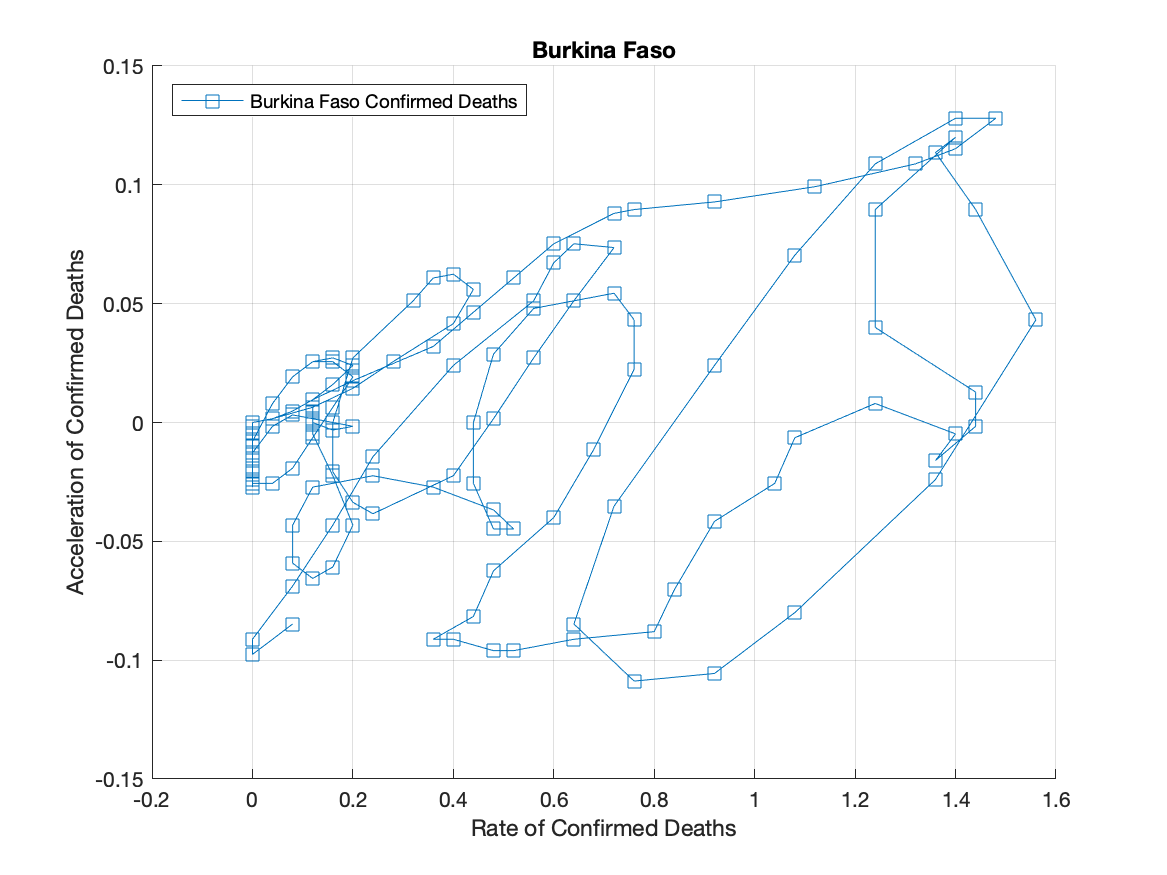 Burkina Faso
0.15
Burkina Faso Confirmed Deaths
0.1
0.05
0
-0.05
-0.1
-0.15
Acceleration of Confirmed Deaths
-0.2 0 0.2 0.4 0.6 0.8 1 1.2 1.4 1.6
Rate of Confirmed Deaths